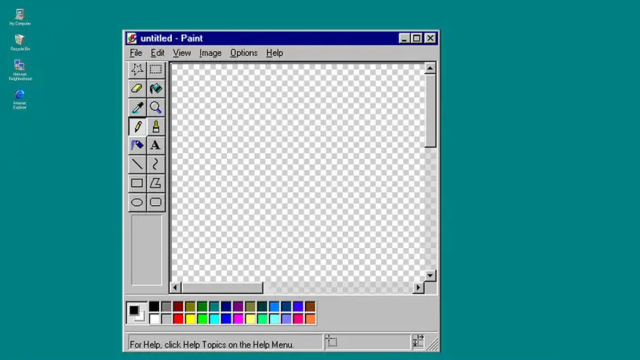 My Computer
Recycle Bin
Network Neighborhood
Internet Explorer
untitled - Paint
File Edit View Image Options Help
A
For Help, click Help Topics on the Help Menu.